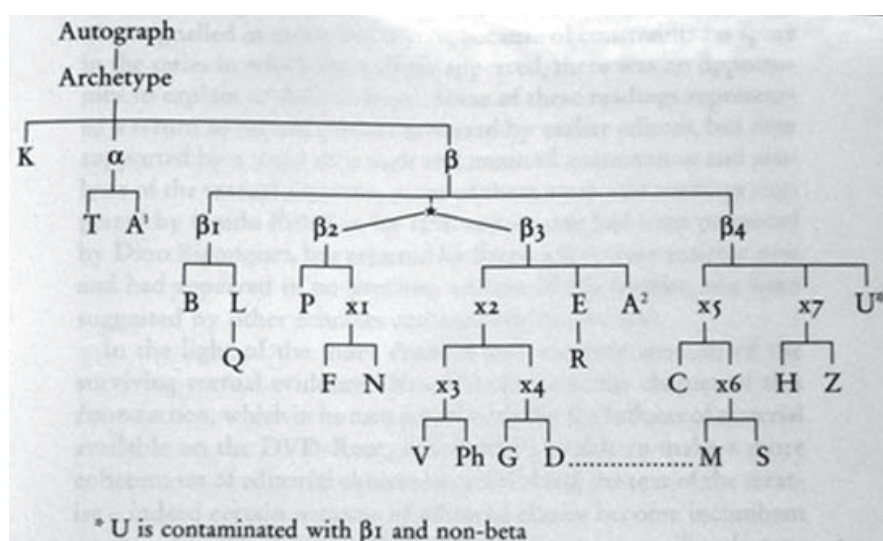 Autograph
Archetype
K α β
*
T A¹ β1 β2 β3 β4
B L P x1 x2 E A² x5 x7 U*
Q F N x3 x4 R C x6 H Z
V Ph G D M S
* U is contaminated with β1 and non-beta